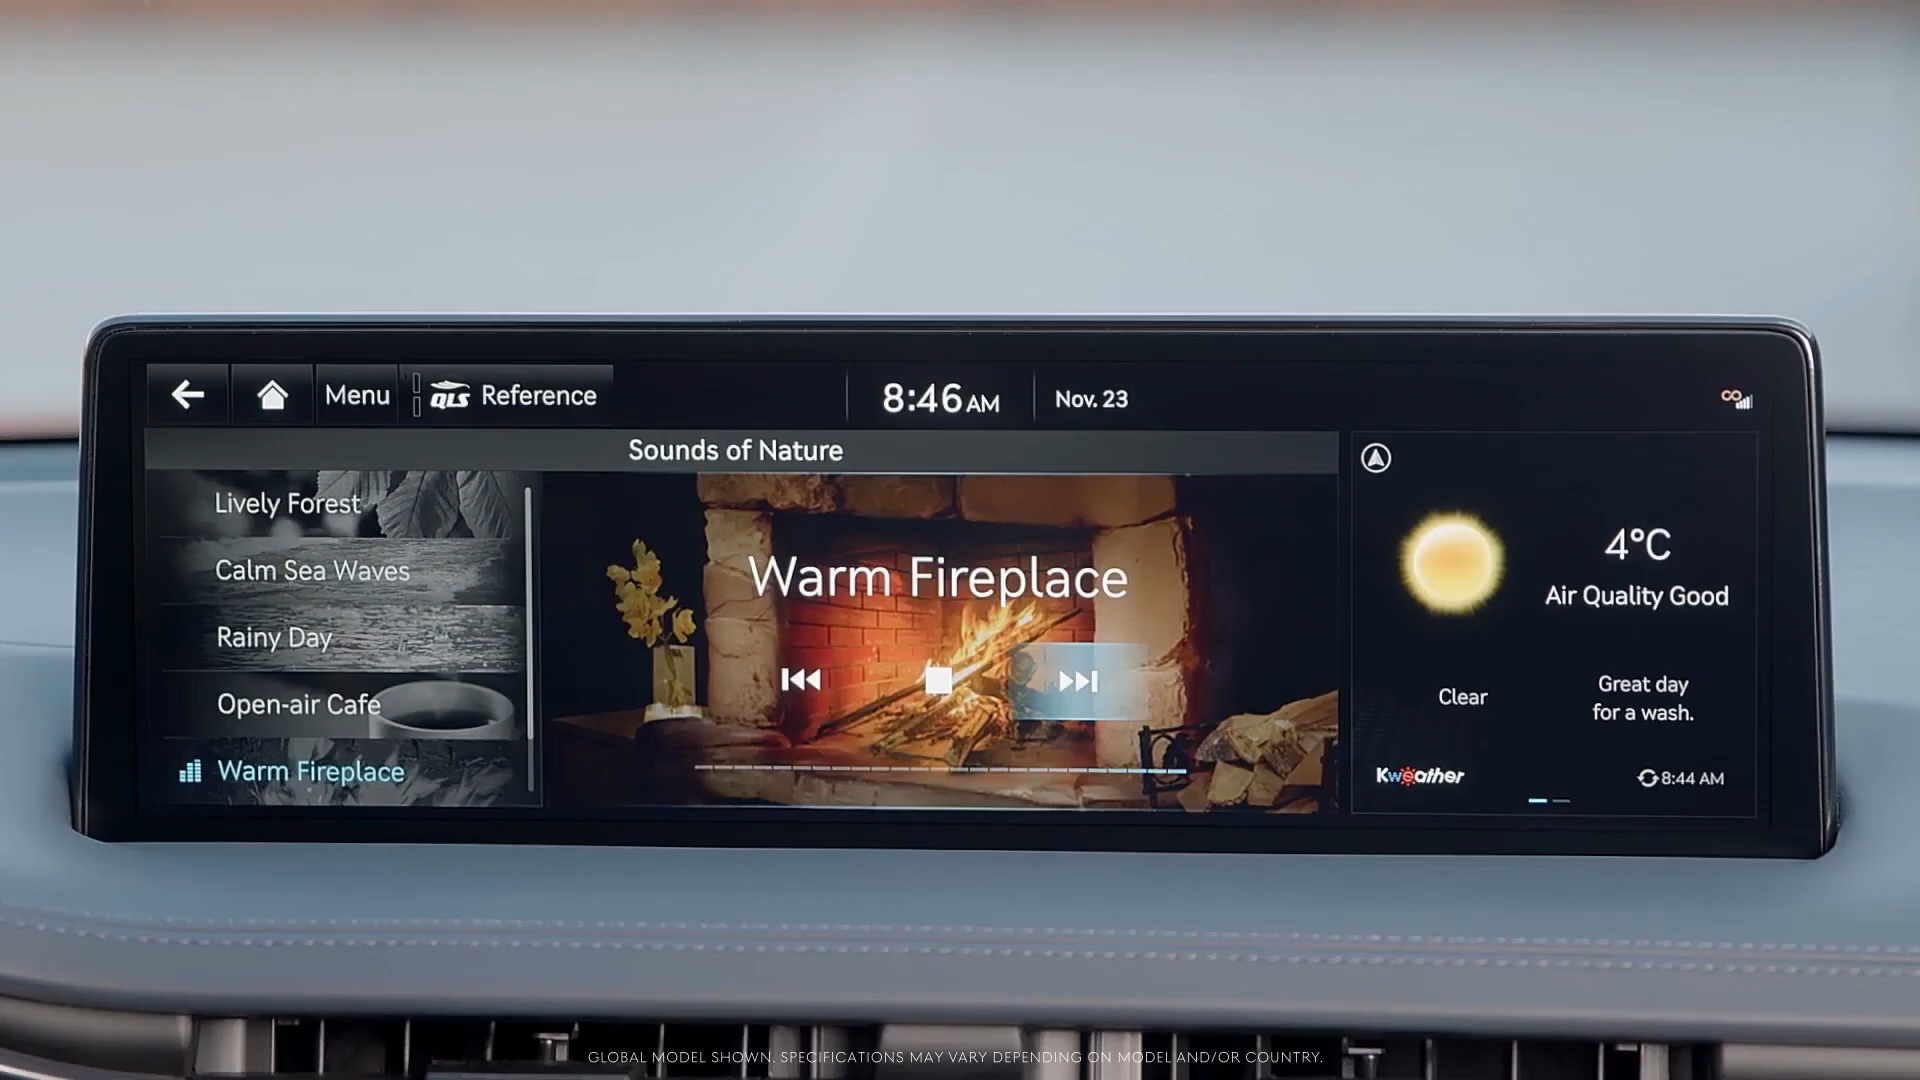 Menu
QLS Reference
8:46 AM
Nov. 23
Sounds of Nature
Lively Forest
Calm Sea Waves
Rainy Day
Open-air Cafe
Warm Fireplace
Warm Fireplace
4°C
Air Quality Good
Clear
Great day
for a wash.
Kweather
8:44 AM
GLOBAL MODEL SHOWN. SPECIFICATIONS MAY VARY DEPENDING ON MODEL AND/OR COUNTRY.